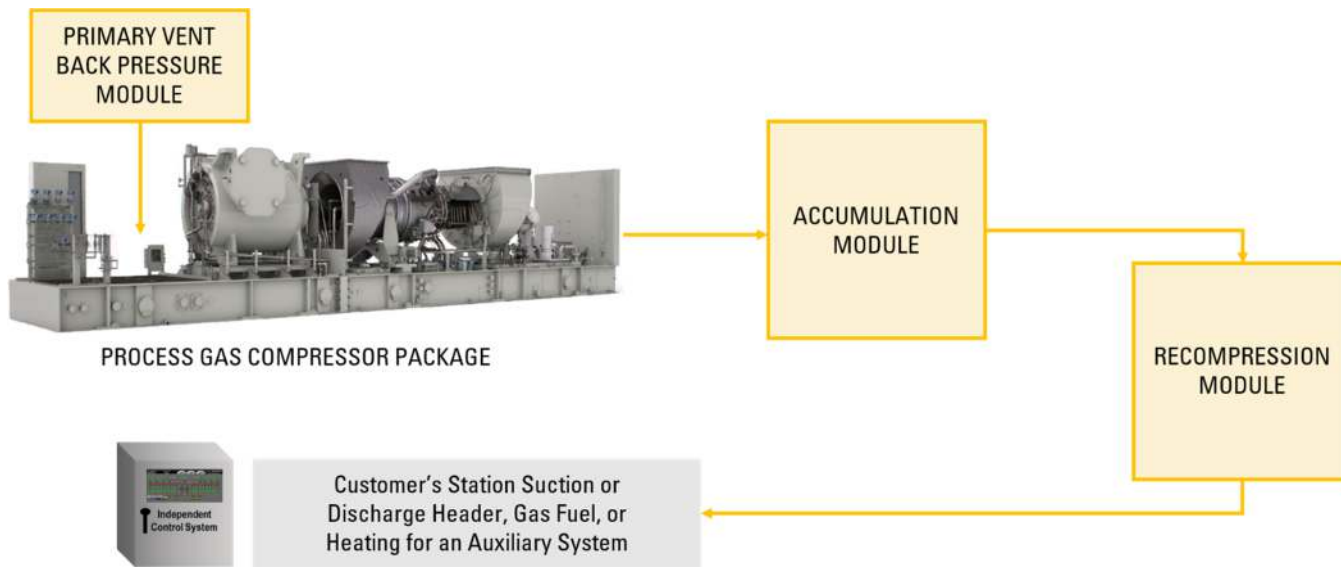 PRIMARY VENT
BACK PRESSURE
MODULE
ACCUMULATION
MODULE
PROCESS GAS COMPRESSOR PACKAGE
RECOMPRESSION
MODULE
Independent
Control System
Customer’s Station Suction or
Discharge Header, Gas Fuel, or
Heating for an Auxiliary System